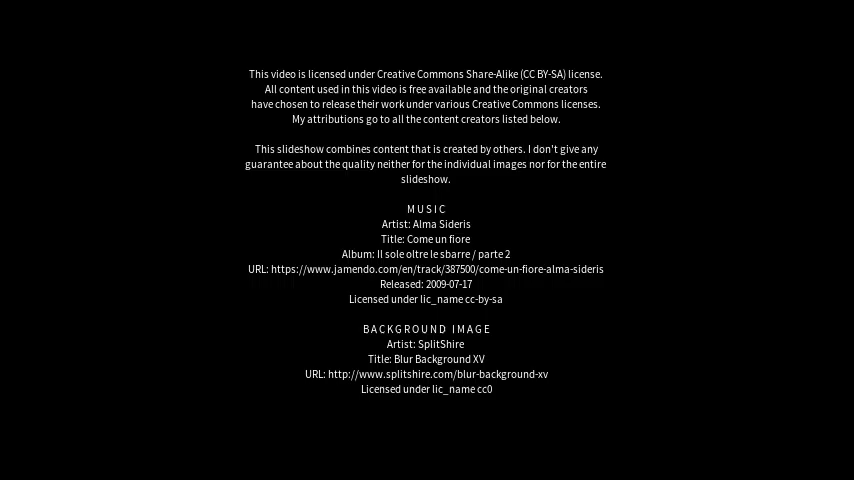 This video is licensed under Creative Commons Share-Alike (CC BY-SA) license.
All content used in this video is free available and the original creators
have chosen to release their work under various Creative Commons licenses.
My attributions go to all the content creators listed below.
This slideshow combines content that is created by others. I don't give any
guarantee about the quality neither for the individual images nor for the entire
slideshow.
MUSIC
Artist: Alma Sideris
Title: Come un fiore
Album: Il sole oltre le sbarre / parte 2
URL: https://www.jamendo.com/en/track/387500/come-un-fiore-alma-sideris
Released: 2009-07-17
Licensed under lic_name cc-by-sa
BACKGROUND IMAGE
Artist: SplitShire
Title: Blur Background XV
URL: http://www.splitshire.com/blur-background-xv
Licensed under lic_name cc0